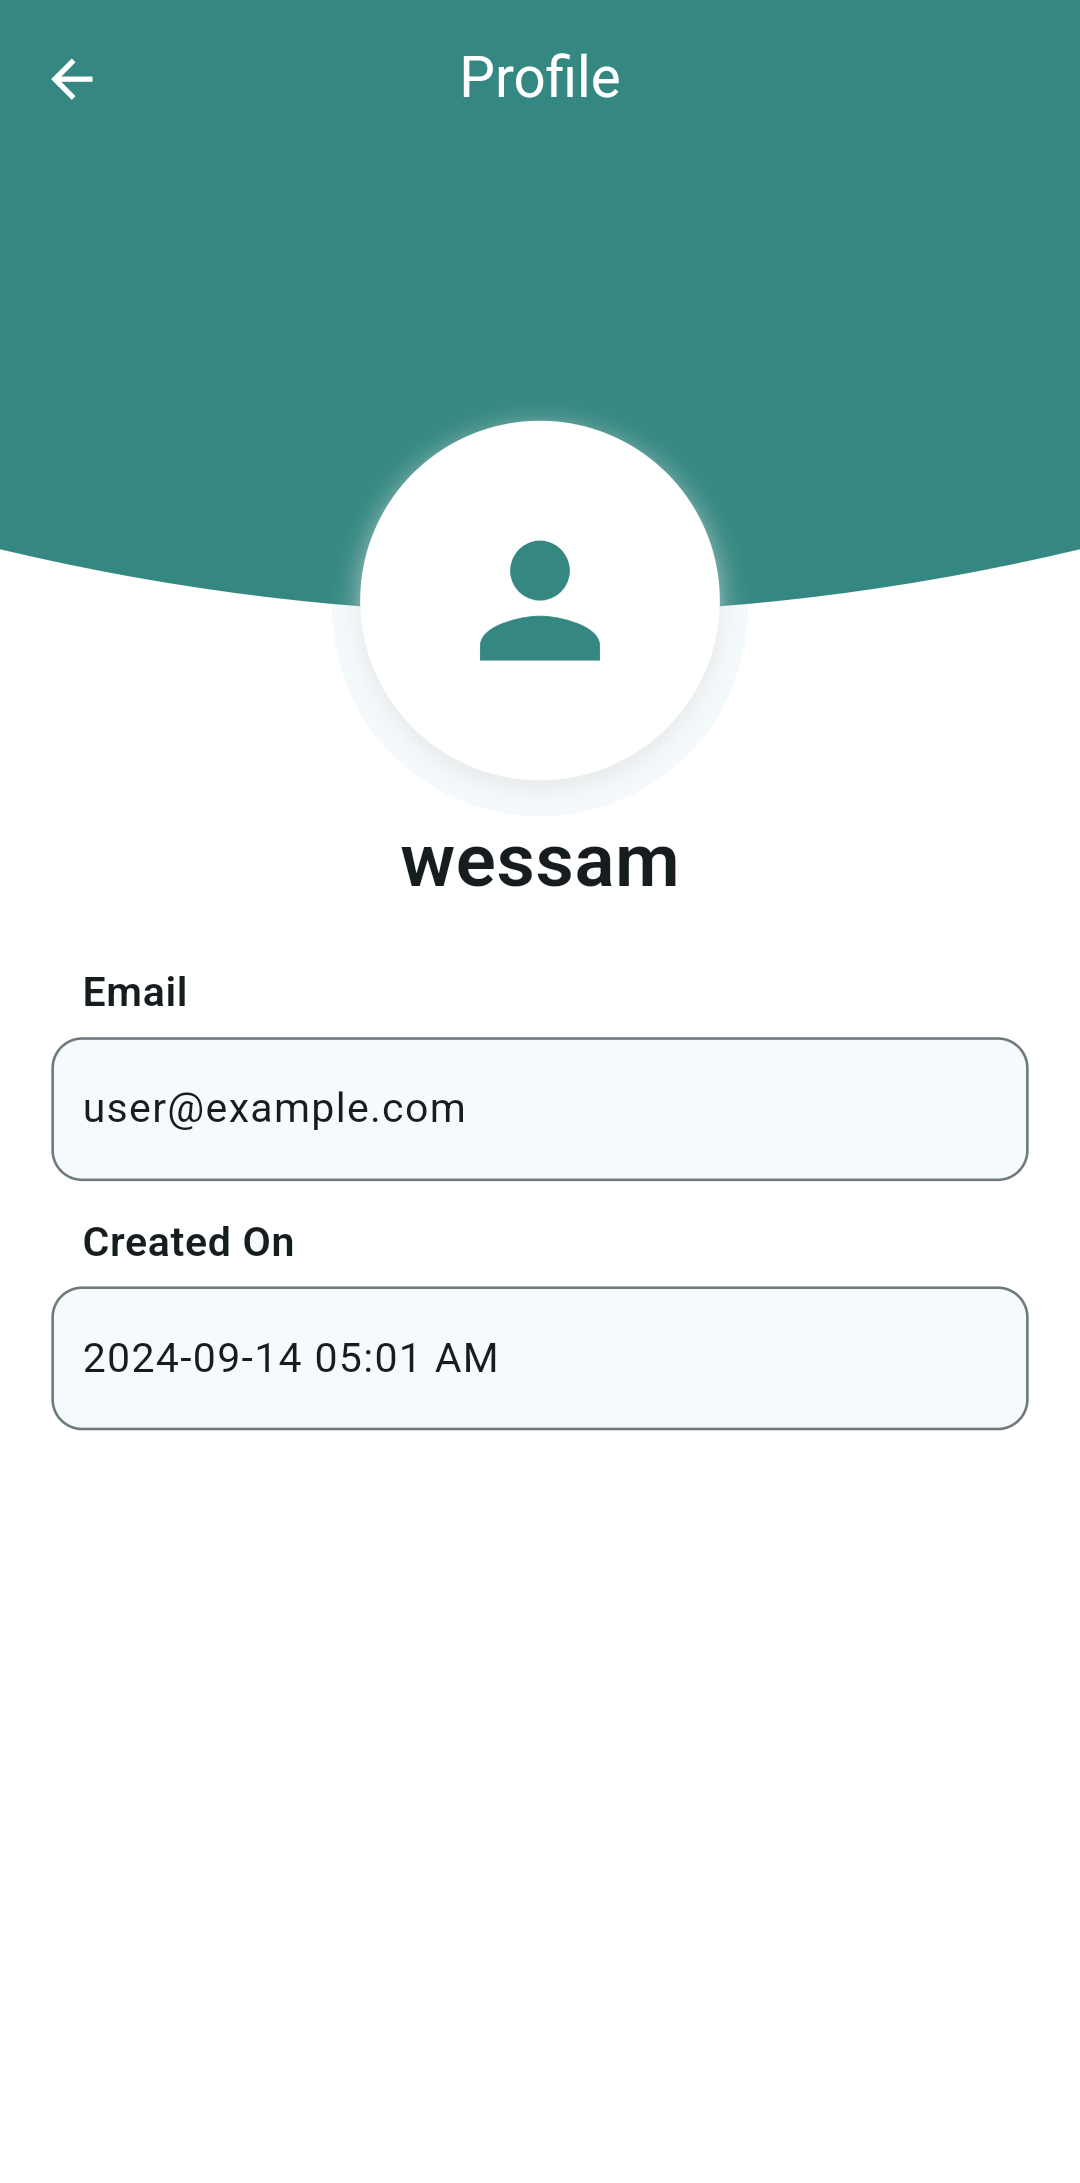 Profile
wessam
Email
user@example.com
Created On
2024-09-14 05:01 AM